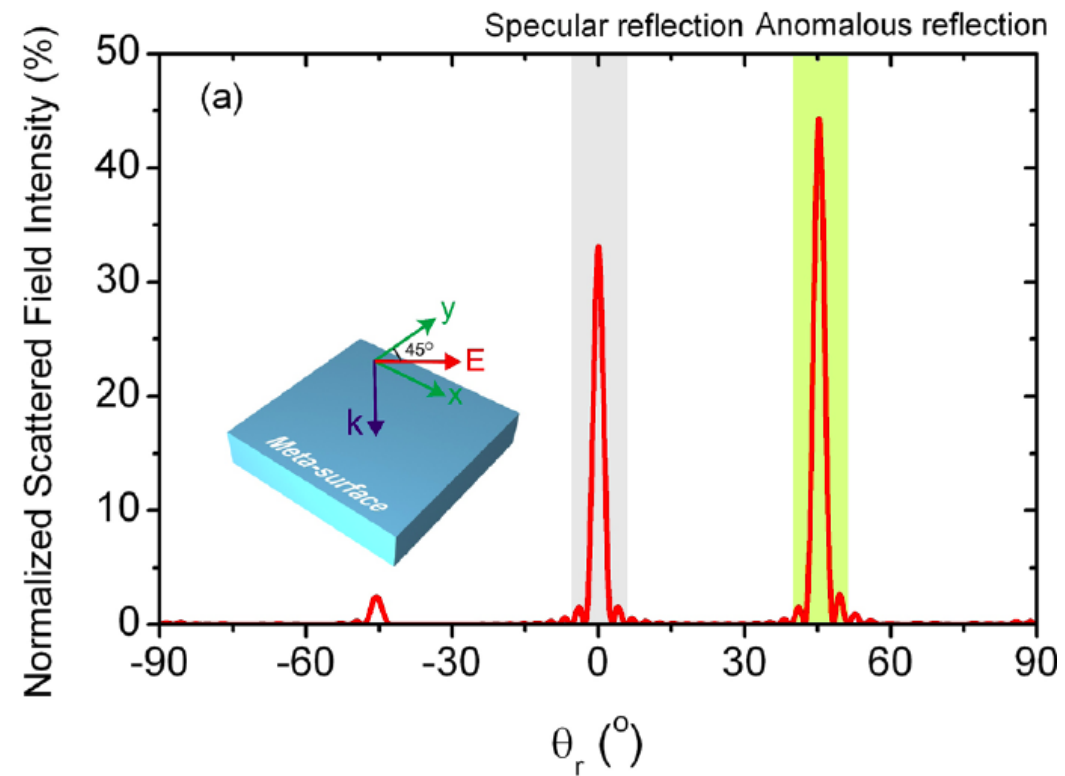 Specular reflection Anomalous reflection
Normalized Scattered Field Intensity (%)
50
40
30
20
10
0
(a)
y
45°
E
x
k
Meta-surface
-90 -60 -30 0 30 60 90
θr (°)